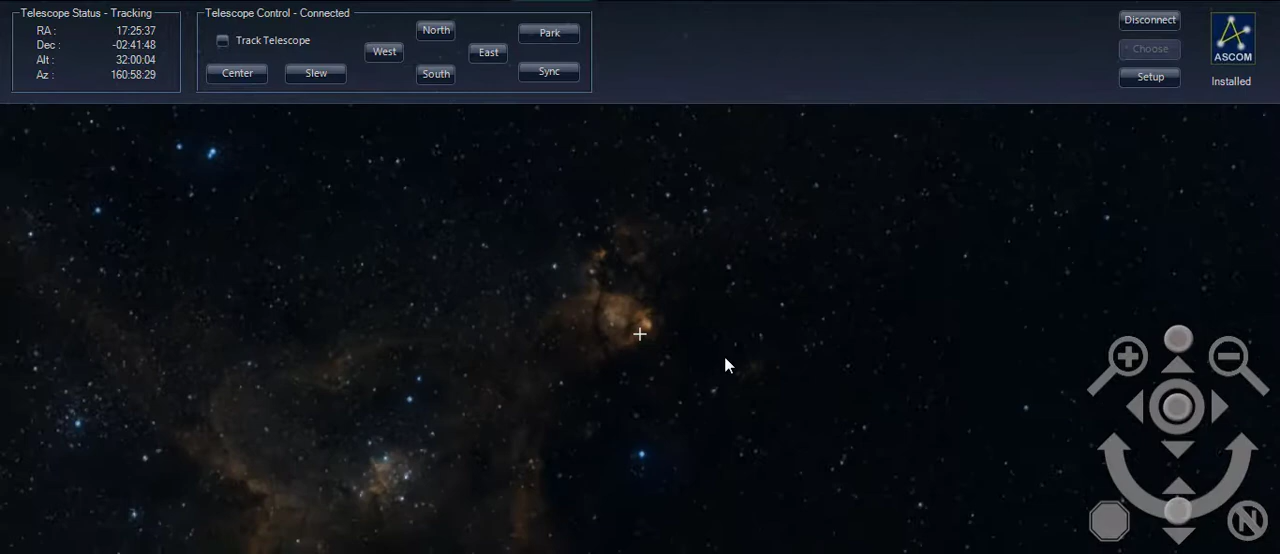 Telescope Status - Tracking
RA : 17:25:37
Dec : -02:41:48
Alt : 32:00:04
Az : 160:58:29
Telescope Control - Connected
Track Telescope
Center
Slew
West
North
South
East
Park
Sync
Disconnect
Choose
Setup
ASCOM
Installed
N